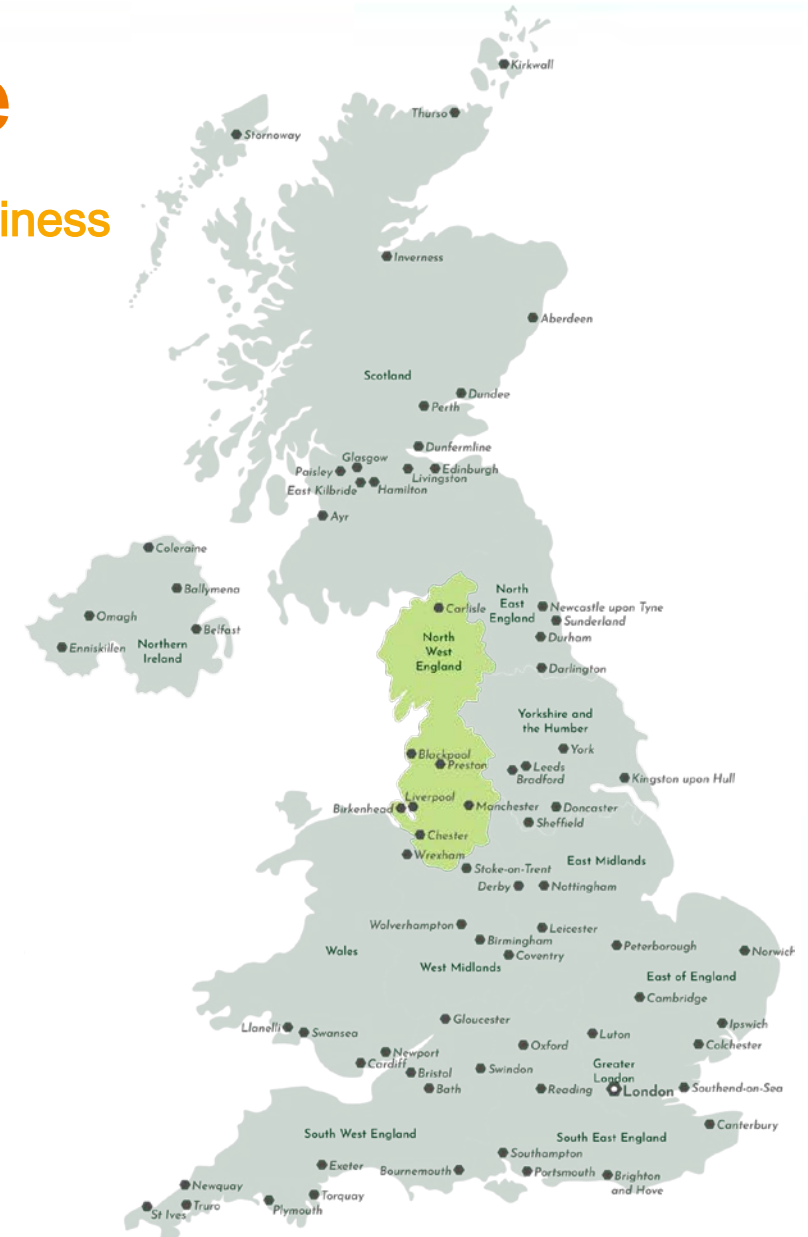 e
iness
Kirkwall
Thurso
Stornoway
Inverness
Aberdeen
Scotland
Dundee
Perth
Dunfermline
Glasgow
Paisley
Edinburgh
Livingston
East Kilbride
Hamilton
Ayr
Coleraine
Ballymena
Omagh
Belfast
Enniskillen
Northern
Ireland
Carlisle
North
West
England
North
East
England
Newcastle upon Tyne
Sunderland
Durham
Darlington
Yorkshire and
the Humber
York
Leeds
Bradford
Kingston upon Hull
Blackpool
Preston
Liverpool
Birkenhead
Manchester
Doncaster
Sheffield
Chester
Wrexham
East Midlands
Stoke-on-Trent
Derby
Nottingham
Wolverhampton
Leicester
Birmingham
Coventry
Peterborough
Norwich
Wales
West Midlands
East of England
Cambridge
Gloucester
Ipswich
Llanelli
Swansea
Luton
Oxford
Colchester
Newport
Cardiff
Bristol
Swindon
Greater
London
Bath
Reading
London
Southend-on-Sea
Canterbury
South West England
South East England
Southampton
Exeter
Bournemouth
Portsmouth
Brighton
and Hove
Newquay
Torquay
Truro
St Ives
Plymouth